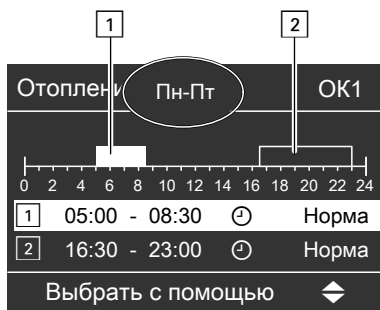 1 2
Отоплени Пн-Пт ОК1
0 2 4 6 8 10 12 14 16 18 20 22 24
1 05:00 - 08:30 Норма
2 16:30 - 23:00 Норма
Выбрать с помощью